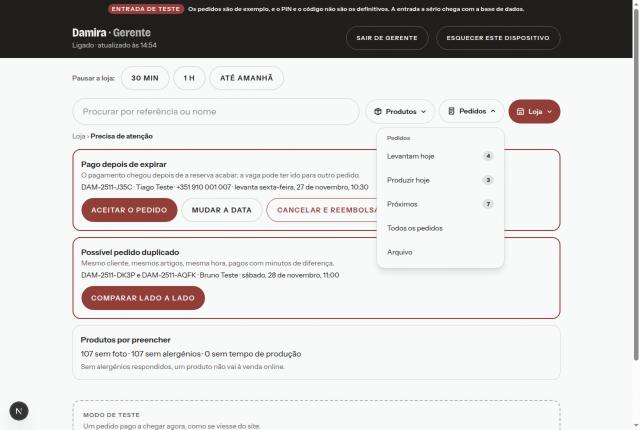 ENTRADA DE TESTE Os pedidos são de exemplo, e o PIN e o código não são os definitivos. A entrada a sério chega com a base de dados.
Damira · Gerente
Ligado · atualizado às 14:54
SAIR DE GERENTE
ESQUECER ESTE DISPOSITIVO
Pausar a loja: 30 MIN 1 H ATÉ AMANHÃ
Procurar por referência ou nome
Produtos
Pedidos
Loja
Loja › Precisa de atenção
Pedidos
Levantam hoje 4
Produzir hoje 3
Próximos 7
Todos os pedidos
Arquivo
Pago depois de expirar
O pagamento chegou depois de a reserva acabar: a vaga pode ter ido para outro pedido.
DAM-2511-J35C · Tiago Teste · +351 910 001 007 · levanta sexta-feira, 27 de novembro, 10:30
ACEITAR O PEDIDO MUDAR A DATA CANCELAR E REEMBOLSA
Possível pedido duplicado
Mesmo cliente, mesmos artigos, mesma hora, pagos com minutos de diferença.
DAM-2511-DK3P e DAM-2511-AQFK · Bruno Teste · sábado, 28 de novembro, 11:00
COMPARAR LADO A LADO
Produtos por preencher
107 sem foto · 107 sem alergénios · 0 sem tempo de produção
Sem alergénios respondidos, um produto não vai à venda online.
MODO DE TESTE
Um pedido pago a chegar agora, como se viesse do site.
N